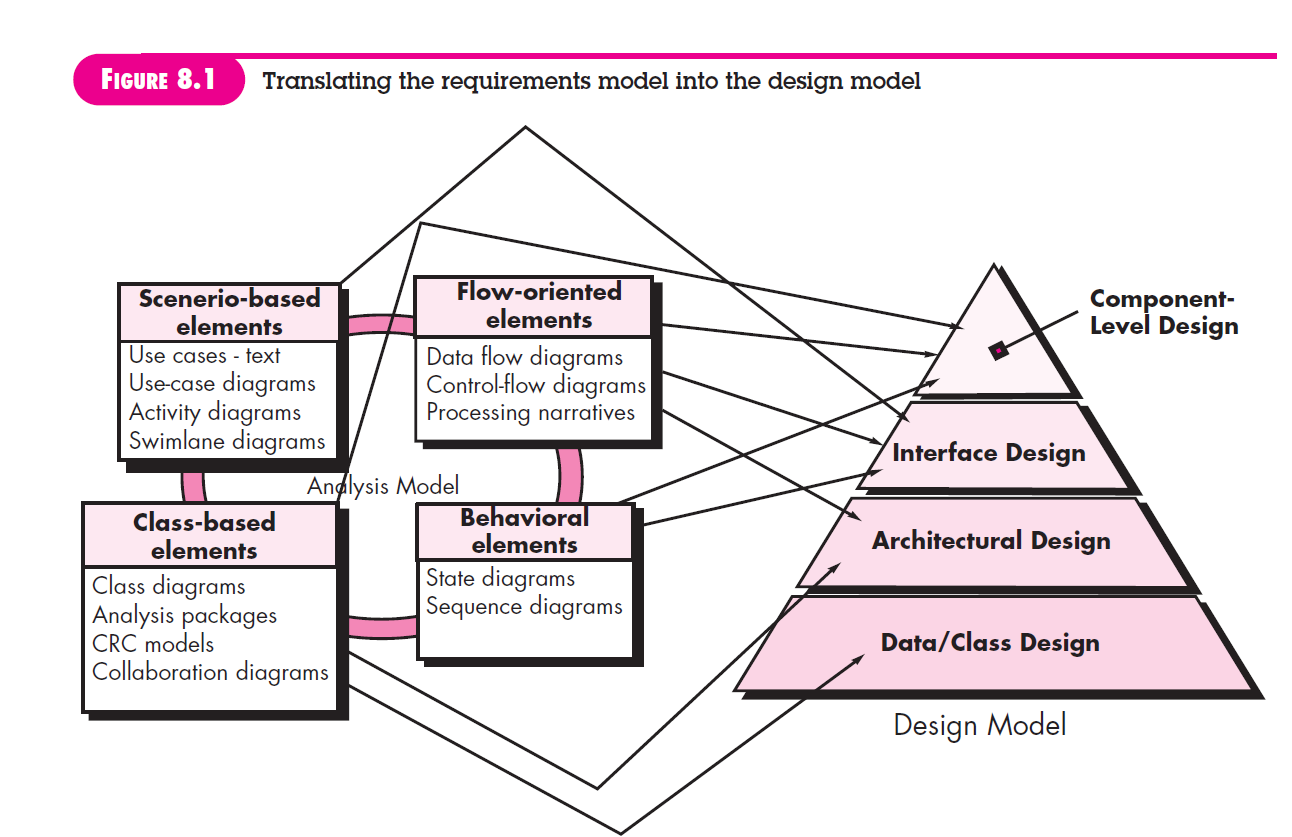 FIGURE 8.1
Translating the requirements model into the design model
Scenerio-based
elements
Use cases - text
Use-case diagrams
Activity diagrams
Swimlane diagrams
Flow-oriented
elements
Data flow diagrams
Control-flow diagrams
Processing narratives
Analysis Model
Class-based
elements
Class diagrams
Analysis packages
CRC models
Collaboration diagrams
Behavioral
elements
State diagrams
Sequence diagrams
Component-
Level Design
Interface Design
Architectural Design
Data/Class Design
Design Model